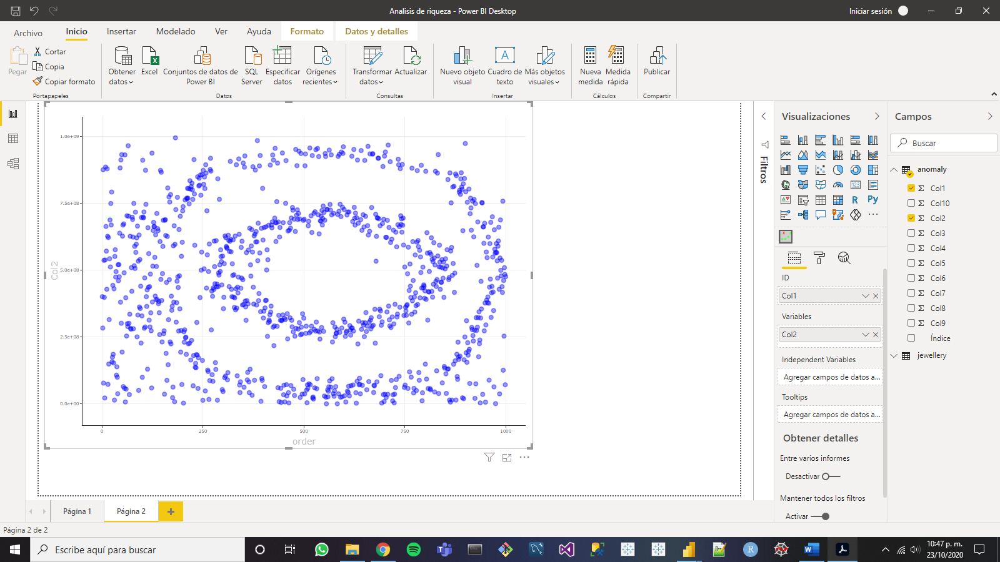 Analisis de riqueza - Power BI Desktop
Iniciar sesión
Archivo
Inicio
Insertar
Modelado
Ver
Ayuda
Formato
Datos y detalles
Pegar
Cortar
Copia
Copiar formato
Portapapeles
Obtener
datos
Excel
Conjuntos de datos de
Power BI
SQL
Server
Especificar
datos
Orígenes
recientes
Datos
Transformar
datos
Actualizar
Consultas
Nuevo objeto
visual
Cuadro de
texto
Más objetos
visuales
Insertar
Nueva
medida
Medida
rápida
Cálculos
Publicar
Compartir
1.0e+09
7.5e+08
5.0e+08
2.5e+08
0.0e+00
Col2
0
250
500
750
1000
order
Filtros
Visualizaciones
123
R
Py
ID
Col1
Variables
Col2
Independent Variables
Agregar campos de datos a...
Tooltips
Agregar campos de datos a...
Obtener detalles
Entre varios informes
Desactivar
Mantener todos los filtros
Activar
Campos
Buscar
anomaly
Σ Col1
Σ Col10
Σ Col2
Σ Col3
Σ Col4
Σ Col5
Σ Col6
Σ Col7
Σ Col8
Σ Col9
Índice
jewellery
Página 1
Página 2
Página 2 de 2
Escribe aquí para buscar
10:47 p. m.
23/10/2020